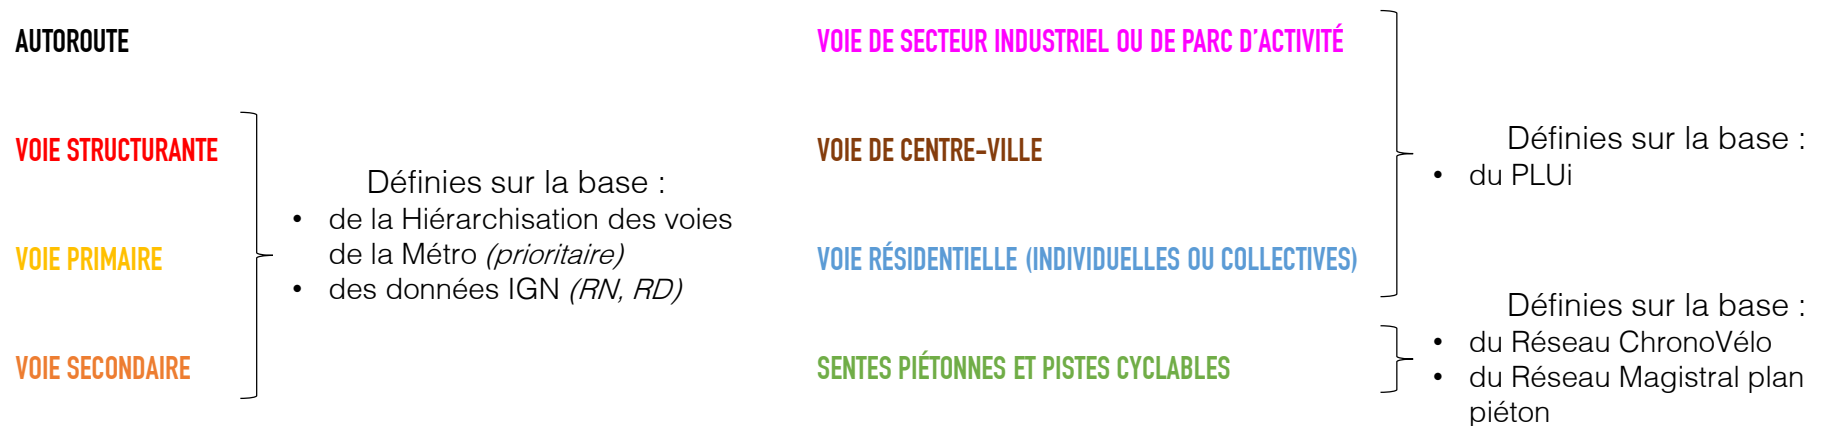 AUTOROUTE
VOIE STRUCTURANTE
VOIE PRIMAIRE
VOIE SECONDAIRE
Définies sur la base :
• de la Hiérarchisation des voies
de la Métro (prioritaire)
• des données IGN (RN, RD)
VOIE DE SECTEUR INDUSTRIEL OU DE PARC D'ACTIVITÉ
VOIE DE CENTRE-VILLE
VOIE RÉSIDENTIELLE (INDIVIDUELLES OU COLLECTIVES)
Définies sur la base :
• du PLUi
SENTES PIÉTONNES ET PISTES CYCLABLES
Définies sur la base :
• du Réseau ChronoVélo
• du Réseau Magistral plan
piéton